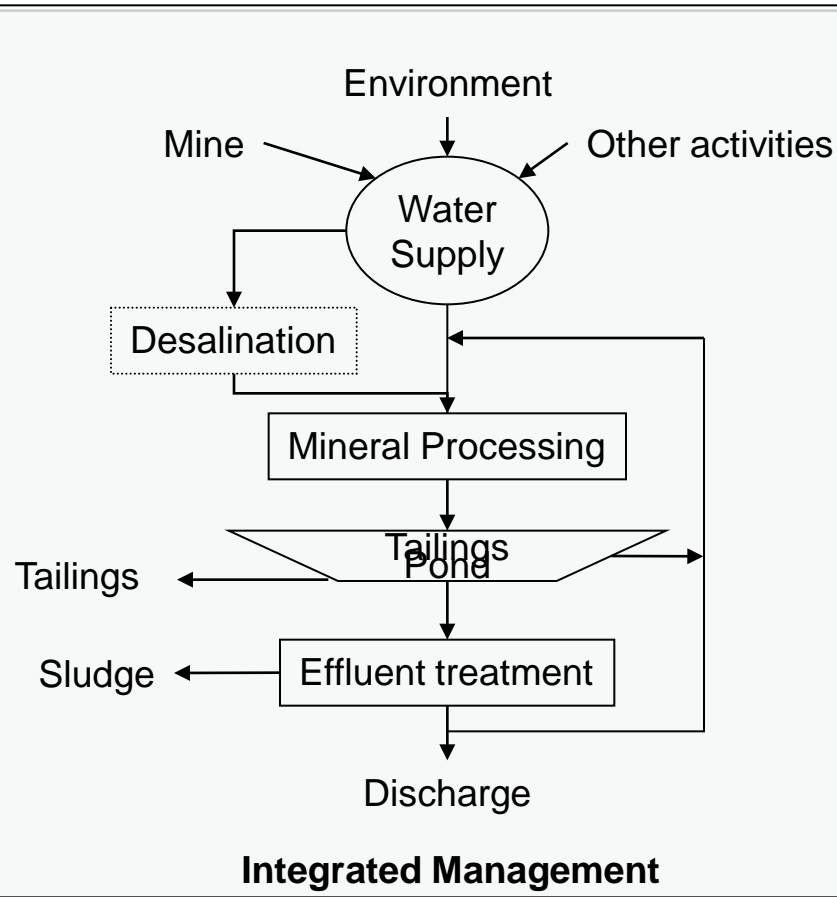 Environment
Mine
Other activities
Water
Supply
Desalination
Mineral Processing
Tailings
Pond
Tailings
Effluent treatment
Sludge
Discharge
Integrated Management